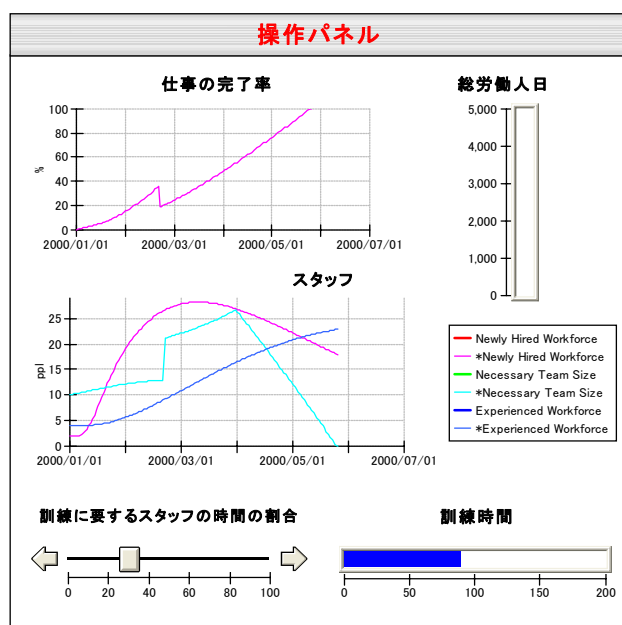 操作パネル
仕事の完了率
総労働人日
100
80
60
40
20
0
%
2000/01/01
2000/03/01
2000/05/01
2000/07/01
5,000
4,000
3,000
2,000
1,000
0
スタッフ
25
20
15
10
5
0
ppl
2000/01/01
2000/03/01
2000/05/01
2000/07/01
Newly Hired Workforce
*Newly Hired Workforce
Necessary Team Size
*Necessary Team Size
Experienced Workforce
*Experienced Workforce
訓練に要するスタッフの時間の割合
0 20 40 60 80 100
訓練時間
0 50 100 150 200